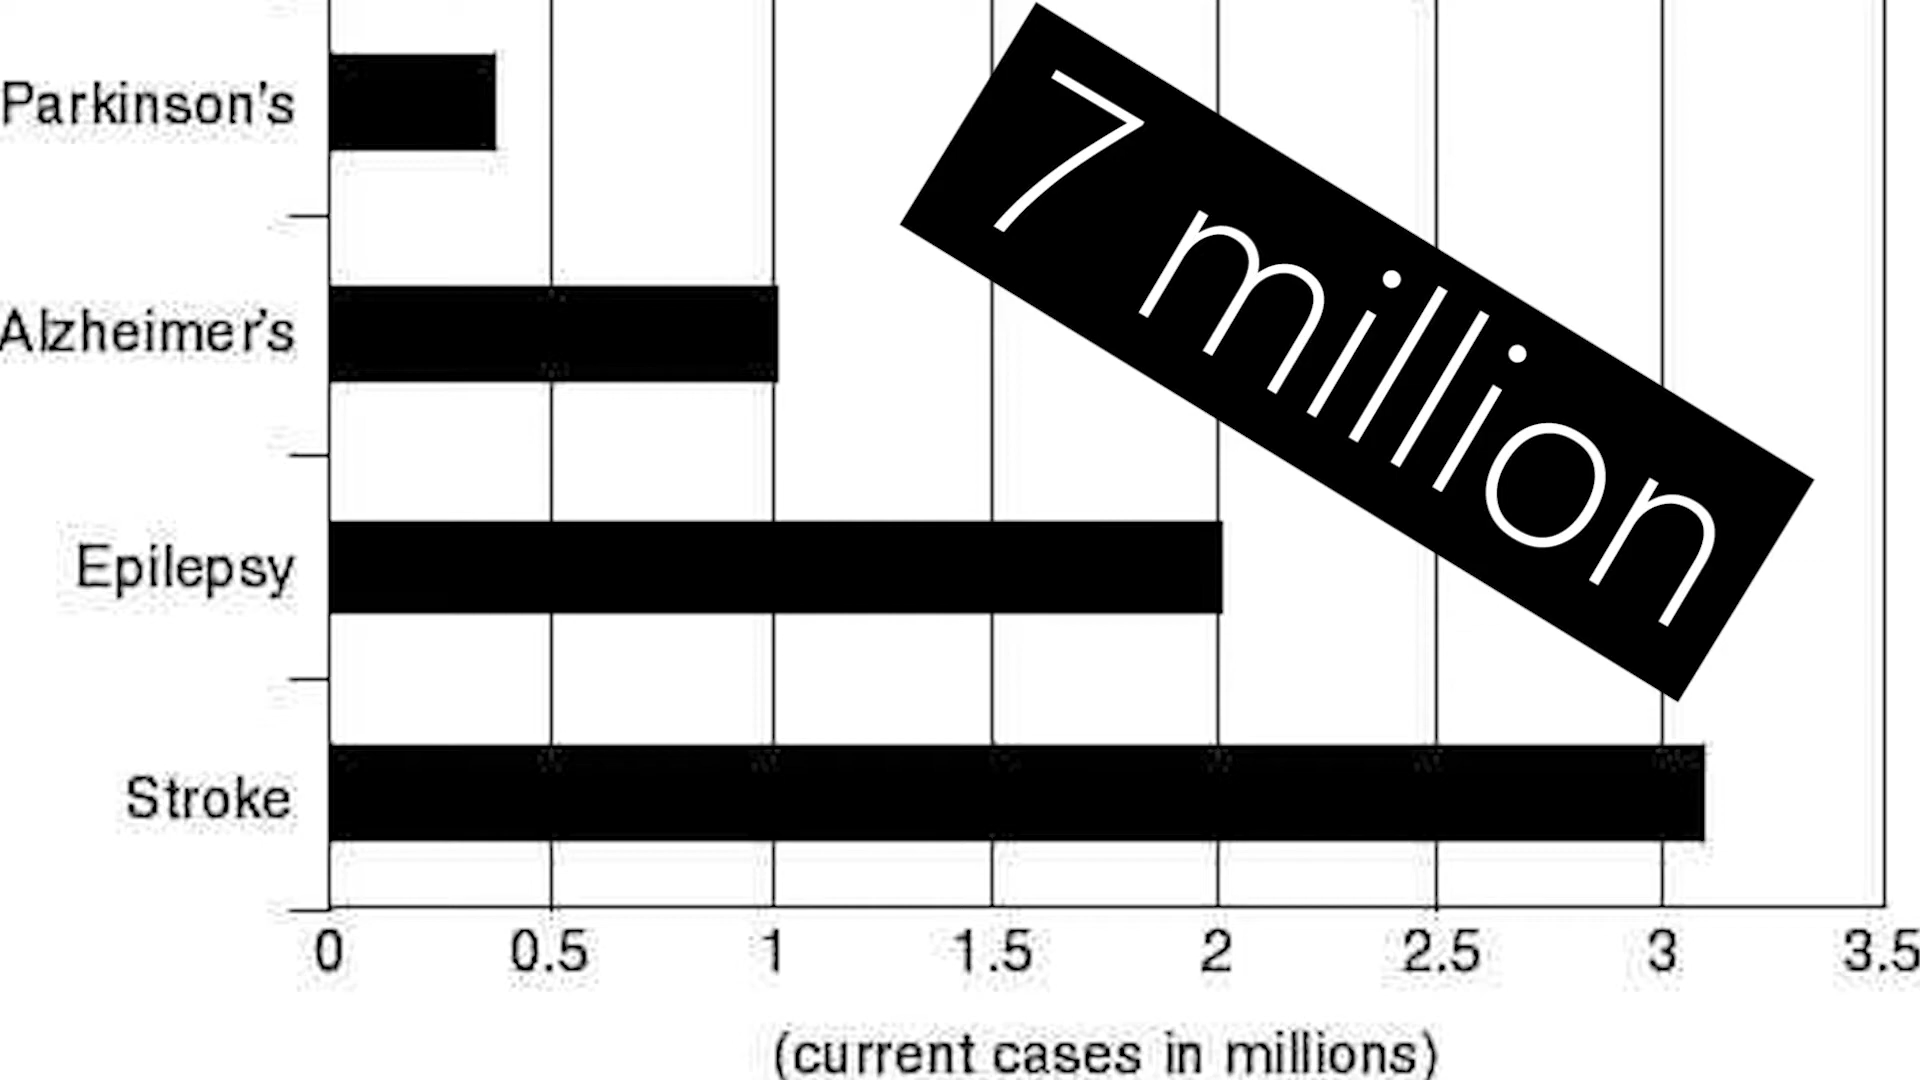 Parkinson's
7 million
Alzheimer's
Epilepsy
Stroke
0 0.5 1 1.5 2 2.5 3 3.5
(current cases in millions)